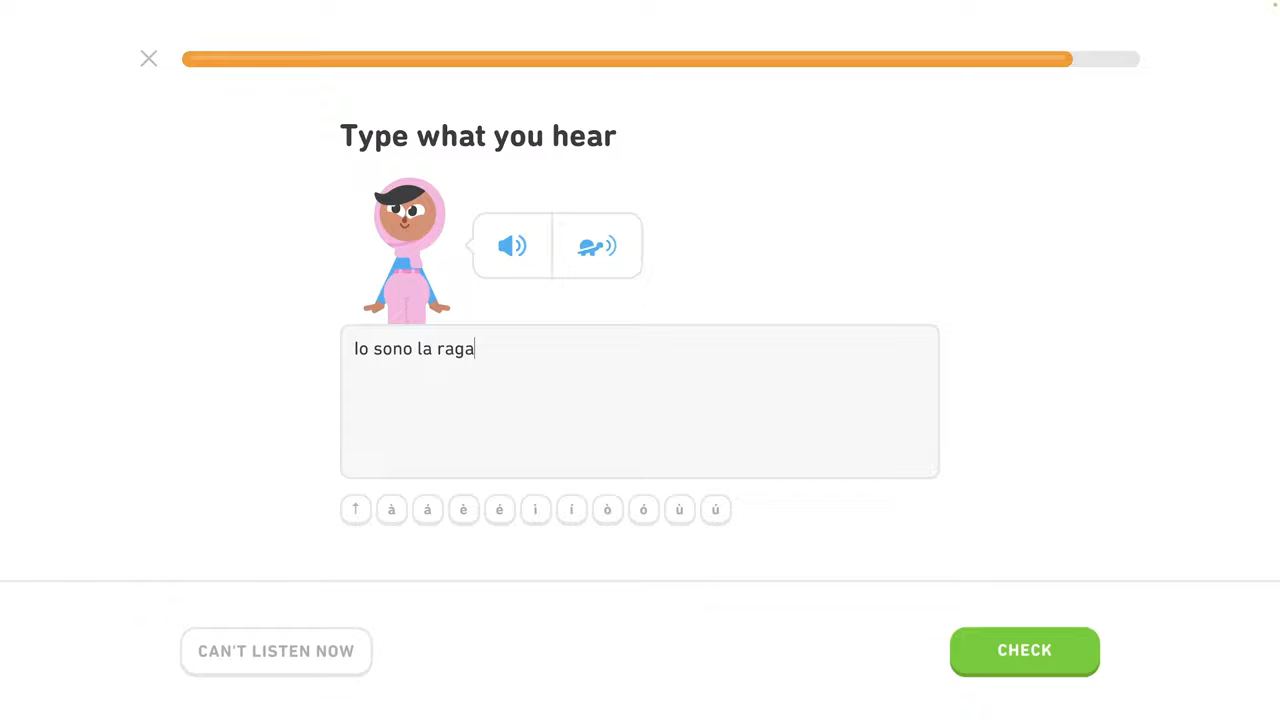 Type what you hear
Io sono la raga
↑ à á è é ì í ò ó ù ú
CAN'T LISTEN NOW
CHECK